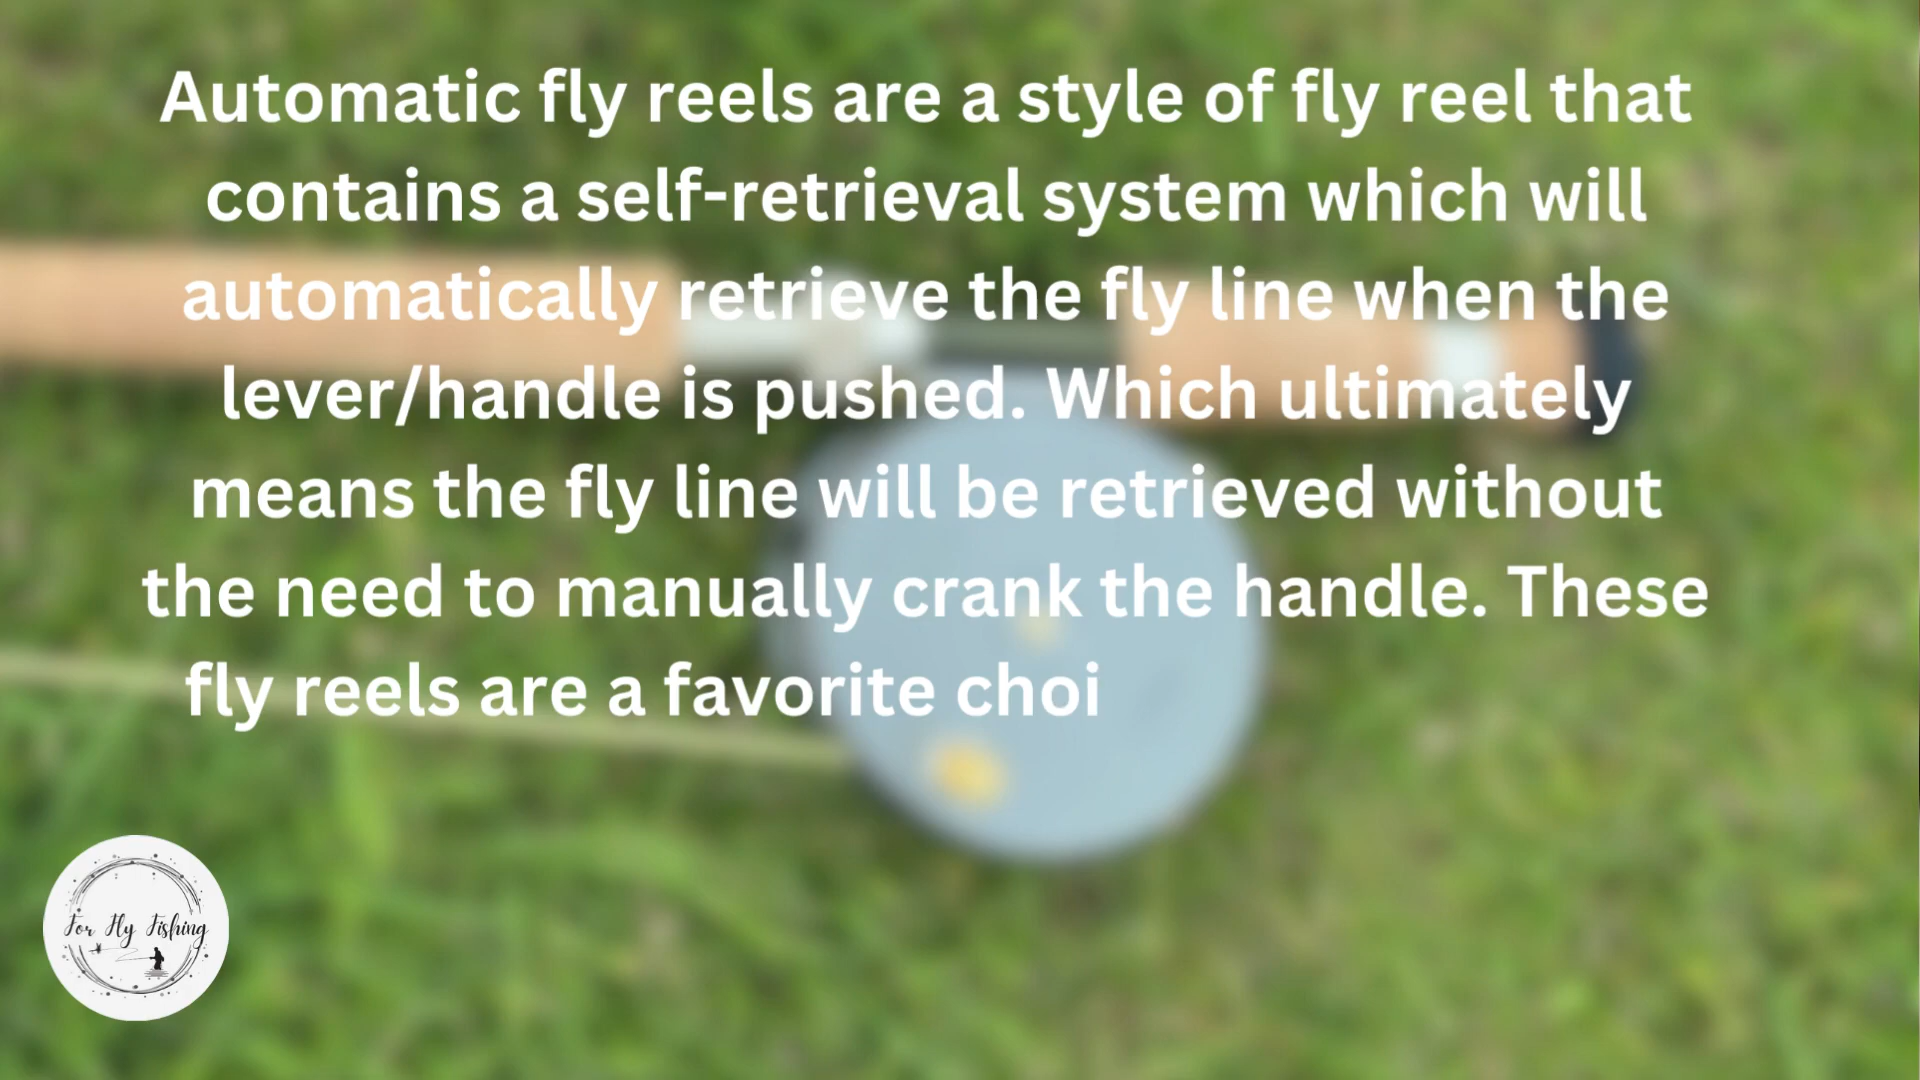 Automatic fly reels are a style of fly reel that
contains a self-retrieval system which will
automatically retrieve the fly line when the
lever/handle is pushed. Which ultimately
means the fly line will be retrieved without
the need to manually crank the handle. These
fly reels are a favorite choi
For Fly Fishing